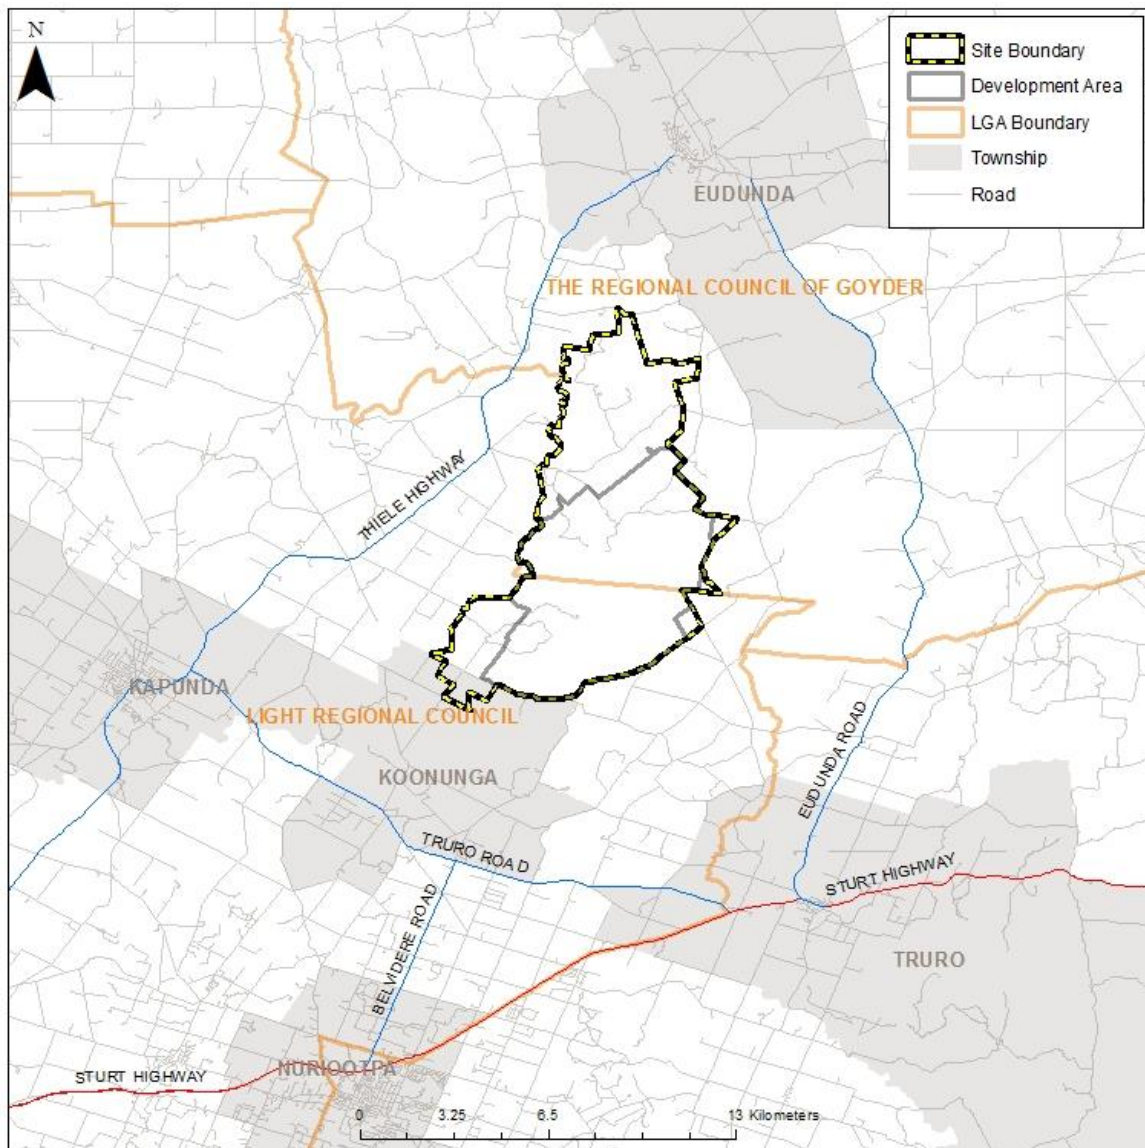 N
Site Boundary
Development Area
LGA Boundary
Township
Road
EUDUNDA
THE REGIONAL COUNCIL OF GOYDER
THIELE HIGHWAY
KAPUNDA
LIGHT REGIONAL COUNCIL
KOONUNGA
EUDUNDA ROAD
TRURO ROAD
STURT HIGHWAY
BELVIDERE ROAD
TRURO
NURIOOTPA
STURT HIGHWAY
0 3.25 6.5 13 Kilometers